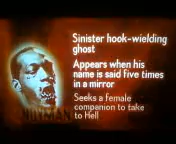 Sinister hook-wielding
ghost
Appears when his
name is said five times
in a mirror
Seeks a female
companion to take
to Hell